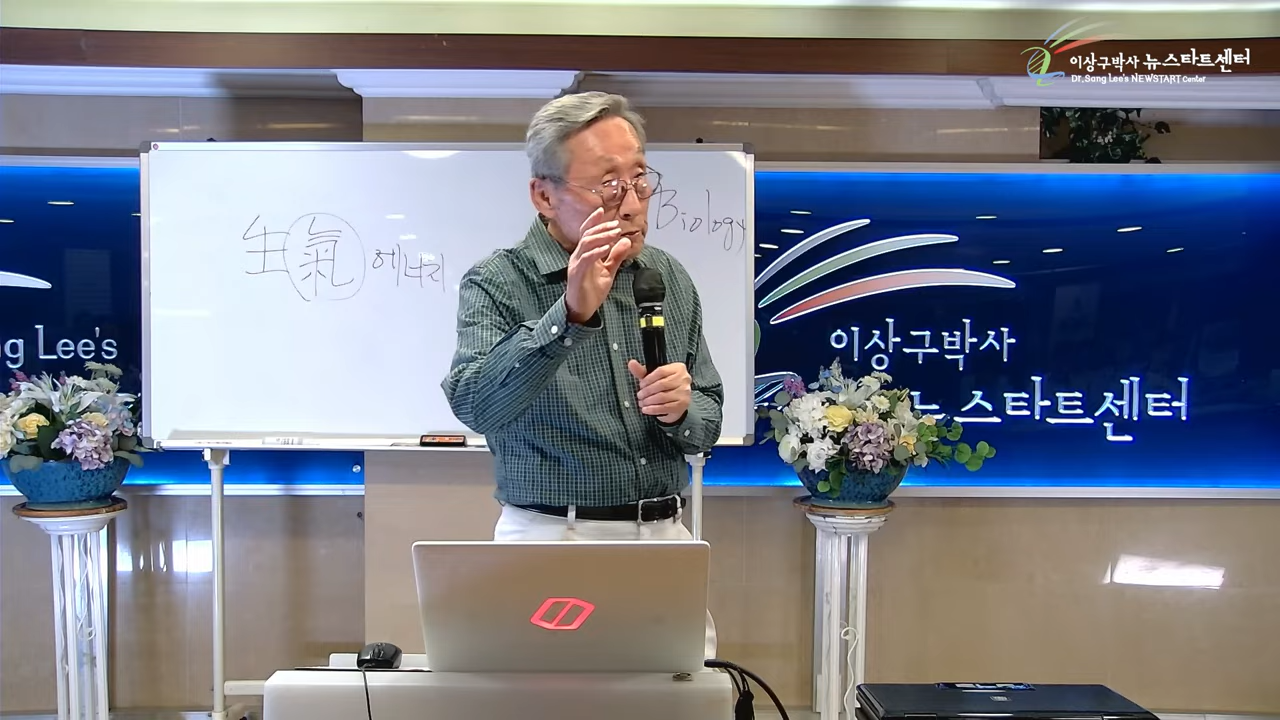 이상구박사 뉴스타트센터
Dr. Sang Lee's NEWSTART Center
生氣 에너지
Biology
Lee's
이상구박사
뉴스타트센터